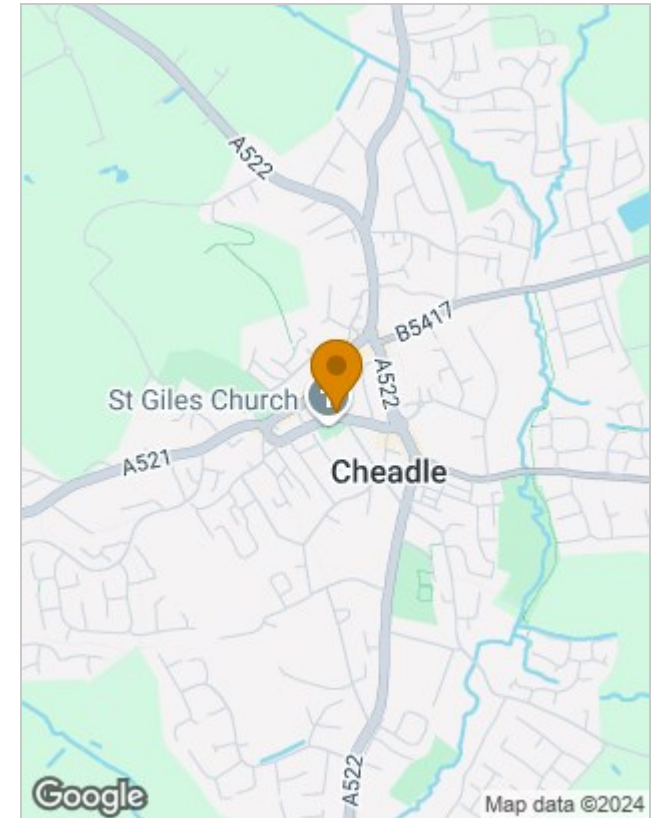 A522
B5417
A522
St Giles Church
A521
Cheadle
A522
Google
Map data ©2024